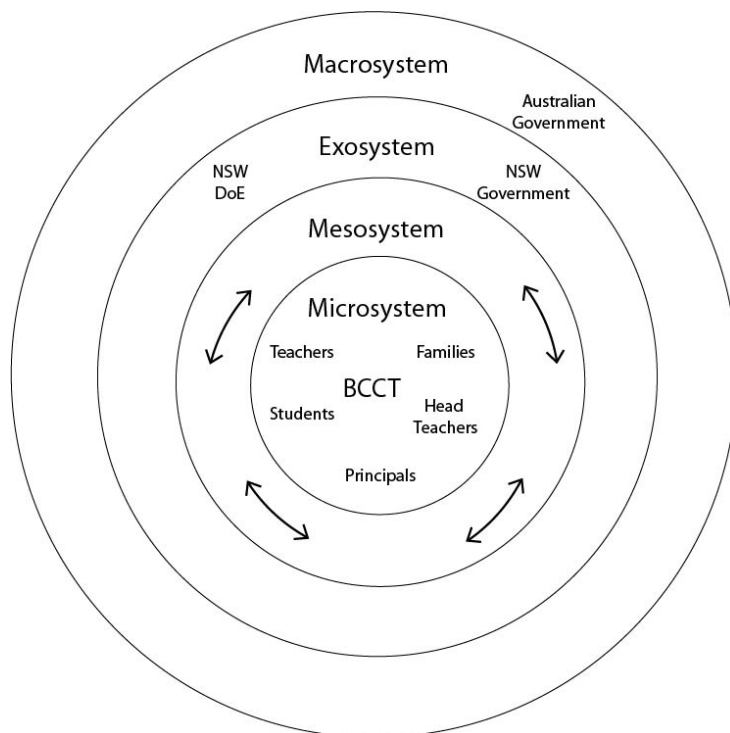 Macrosystem
Australian
Government
Exosystem
NSW
DoE
NSW
Government
Mesosystem
Microsystem
Teachers
Families
BCCT
Students
Head
Teachers
Principals